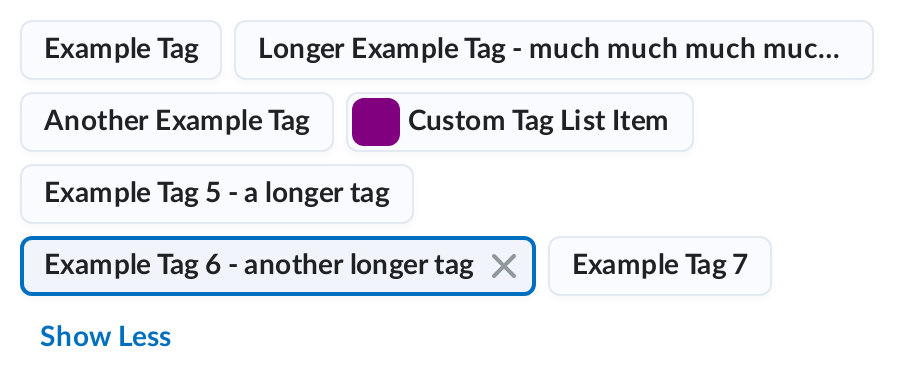 Example Tag
Longer Example Tag - much much much muc...
Another Example Tag
Custom Tag List Item
Example Tag 5 - a longer tag
Example Tag 6 - another longer tag
Example Tag 7
Show Less